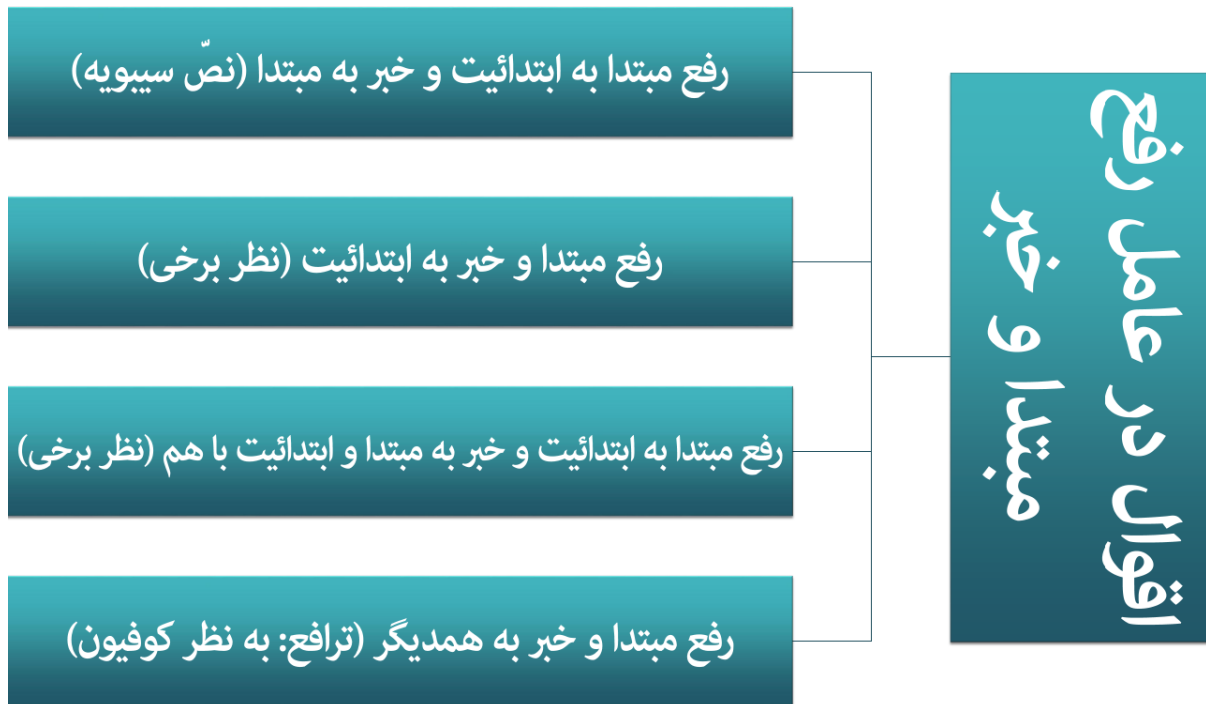 اقوال در عامل رفع
مبتدا و خبر
رفع مبتدا به ابتدائیت و خبر به مبتدا (نصّ سیبویه)
رفع مبتدا و خبر به ابتدائیت (نظر برخی)
رفع مبتدا به ابتدائیت و خبر به مبتدا و ابتدائیت با هم (نظر برخی)
رفع مبتدا و خبر به همدیگر (ترافع: به نظر کوفیون)